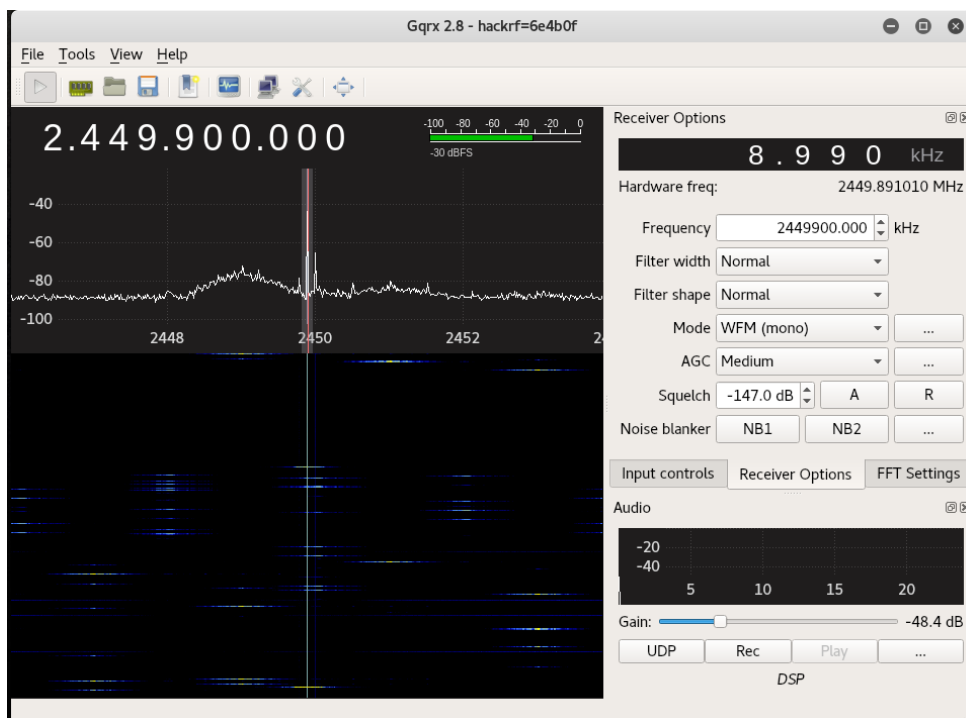 Gqrx 2.8 - hackrf=6e4b0f
File Tools View Help
2.449.900.000
-100 -80 -60 -40 -20 0
-30 dBFS
-40
-60
-80
-100
2448 2450 2452 2
Receiver Options
8.990 kHz
Hardware freq: 2449.891010 MHz
Frequency 2449900.000 kHz
Filter width Normal
Filter shape Normal
Mode WFM (mono) ...
AGC Medium ...
Squelch -147.0 dB A R
Noise blanker NB1 NB2 ...
Input controls Receiver Options FFT Settings
Audio
-20
-40
5 10 15 20
Gain: -48.4 dB
UDP Rec Play ...
DSP